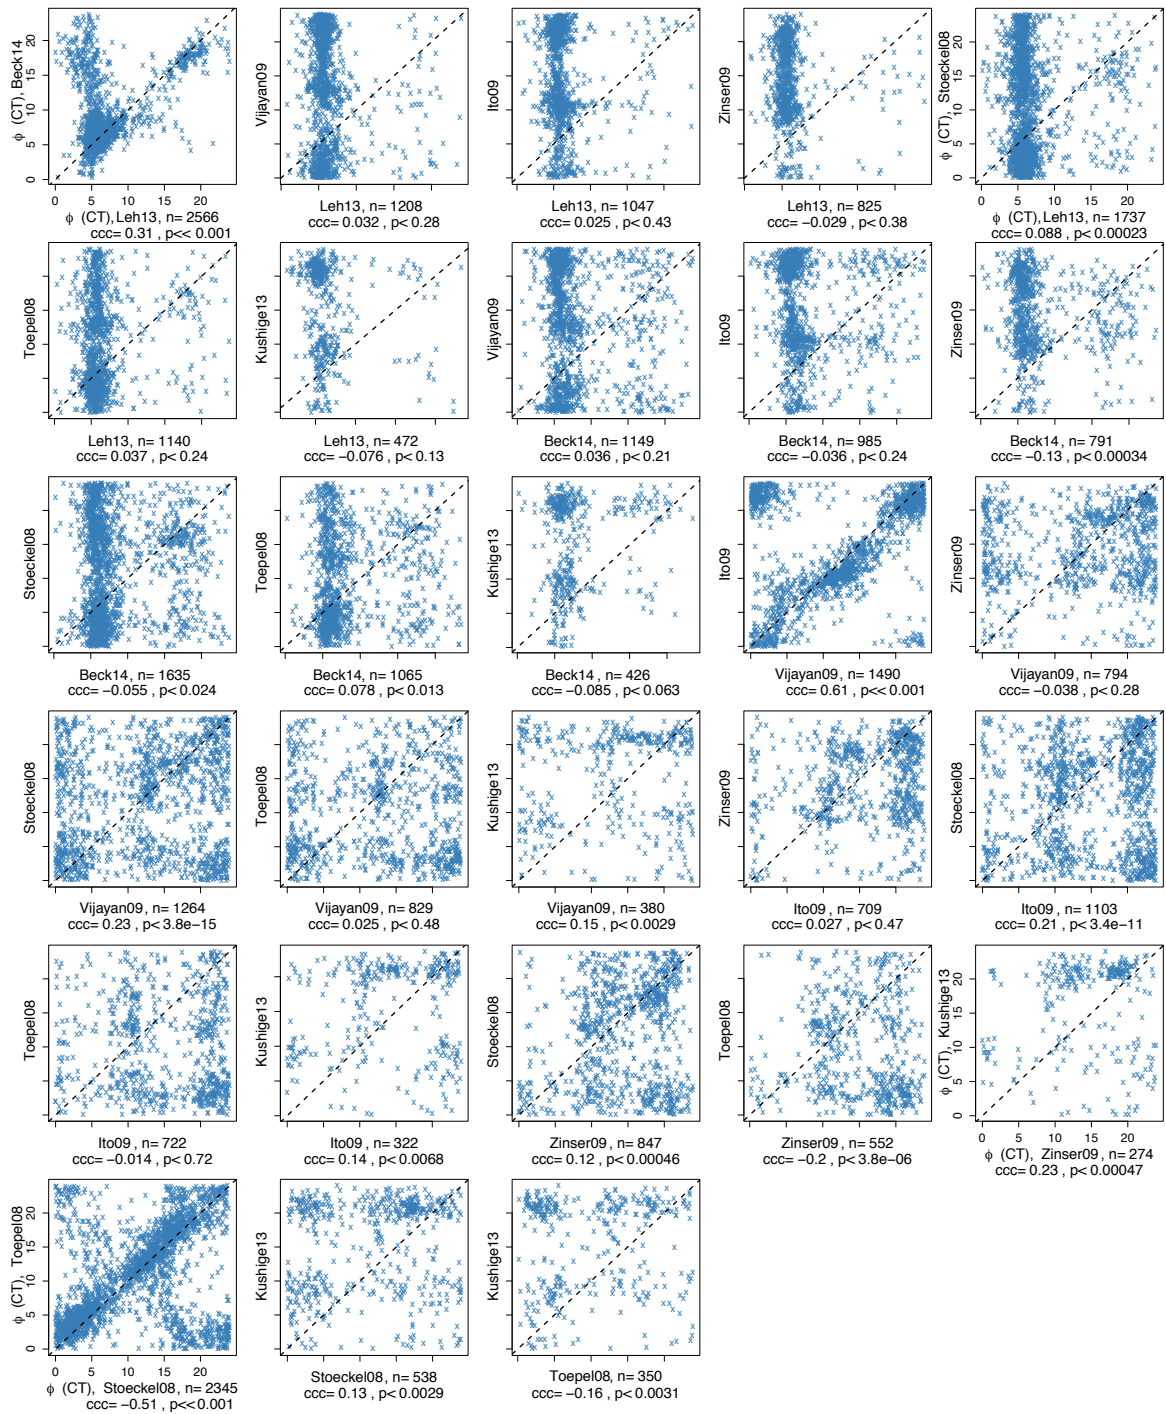 φ (CT), Beck14
0
5
10
15
20
0 5 10 15 20
φ (CT), Leh13, n= 2566
ccc= 0.31 , p<< 0.001
Vijayan09
Leh13, n= 1208
ccc= 0.032 , p< 0.28
Ito09
Leh13, n= 1047
ccc= 0.025 , p< 0.43
Zinser09
Leh13, n= 825
ccc= −0.029 , p< 0.38
φ (CT), Stoeckel08
0
5
10
15
20
0 5 10 15 20
φ (CT), Leh13, n= 1737
ccc= 0.088 , p< 0.00023
Toepel08
Leh13, n= 1140
ccc= 0.037 , p< 0.24
Kushige13
Leh13, n= 472
ccc= −0.076 , p< 0.13
Vijayan09
Beck14, n= 1149
ccc= 0.036 , p< 0.21
Ito09
Beck14, n= 985
ccc= −0.036 , p< 0.24
Zinser09
Beck14, n= 791
ccc= −0.13 , p< 0.00034
Stoeckel08
Beck14, n= 1635
ccc= −0.055 , p< 0.024
Toepel08
Beck14, n= 1065
ccc= 0.078 , p< 0.013
Kushige13
Beck14, n= 426
ccc= −0.085 , p< 0.063
Ito09
Vijayan09, n= 1490
ccc= 0.61 , p<< 0.001
Zinser09
Vijayan09, n= 794
ccc= −0.038 , p< 0.28
Stoeckel08
Vijayan09, n= 1264
ccc= 0.23 , p< 3.8e−15
Toepel08
Vijayan09, n= 829
ccc= 0.025 , p< 0.48
Kushige13
Vijayan09, n= 380
ccc= 0.15 , p< 0.0029
Zinser09
Ito09, n= 709
ccc= 0.027 , p< 0.47
Stoeckel08
Ito09, n= 1103
ccc= 0.21 , p< 3.4e−11
Toepel08
Ito09, n= 722
ccc= −0.014 , p< 0.72
Kushige13
Ito09, n= 322
ccc= 0.14 , p< 0.0068
Stoeckel08
Zinser09, n= 847
ccc= 0.12 , p< 0.00046
Toepel08
Zinser09, n= 552
ccc= −0.2 , p< 3.8e−06
φ (CT), Kushige13
0
5
10
15
20
0 5 10 15 20
φ (CT), Zinser09, n= 274
ccc= 0.23 , p< 0.00047
φ (CT), Toepel08
0
5
10
15
20
0 5 10 15 20
φ (CT), Stoeckel08, n= 2345
ccc= −0.51 , p<< 0.001
Kushige13
Stoeckel08, n= 538
ccc= 0.13 , p< 0.0029
Kushige13
Toepel08, n= 350
ccc= −0.16 , p< 0.0031